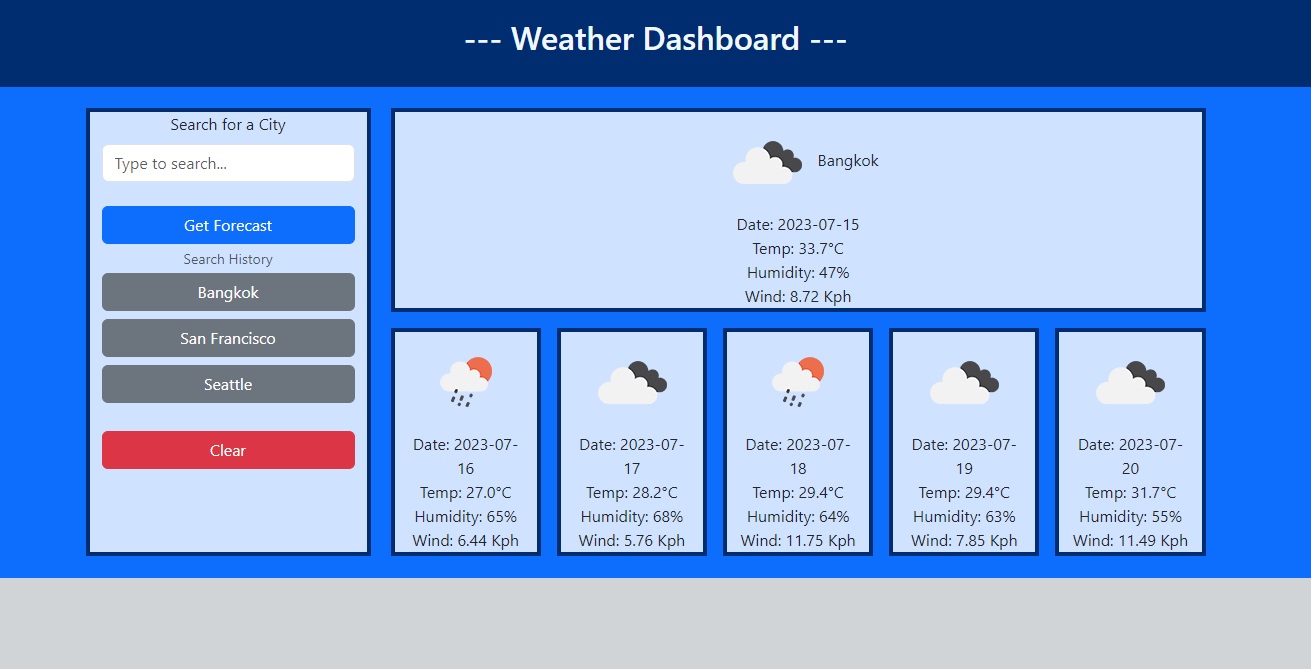 --- Weather Dashboard ---
Search for a City
Type to search...
Get Forecast
Search History
Bangkok
San Francisco
Seattle
Clear
Bangkok
Date: 2023-07-15
Temp: 33.7°C
Humidity: 47%
Wind: 8.72 Kph
Date: 2023-07-
16
Temp: 27.0°C
Humidity: 65%
Wind: 6.44 Kph
Date: 2023-07-
17
Temp: 28.2°C
Humidity: 68%
Wind: 5.76 Kph
Date: 2023-07-
18
Temp: 29.4°C
Humidity: 64%
Wind: 11.75 Kph
Date: 2023-07-
19
Temp: 29.4°C
Humidity: 63%
Wind: 7.85 Kph
Date: 2023-07-
20
Temp: 31.7°C
Humidity: 55%
Wind: 11.49 Kph